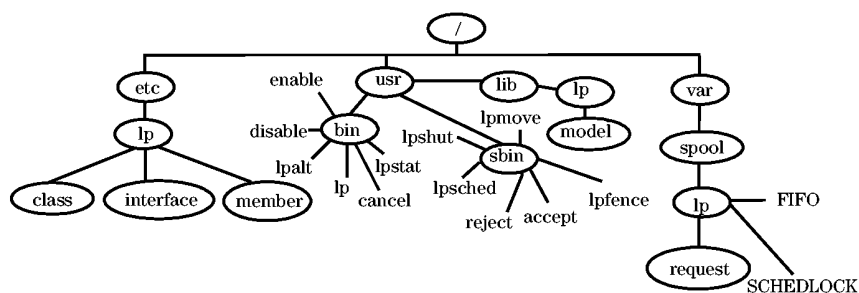 /
etc
usr
lib
lp
var
enable
lpmove
disable
bin
lpshut
model
lp
lpalt
lpstat
sbin
spool
lp
cancel
lpsched
class
interface
member
reject
accept
lpfence
lp
FIFO
request
SCHEDLOCK